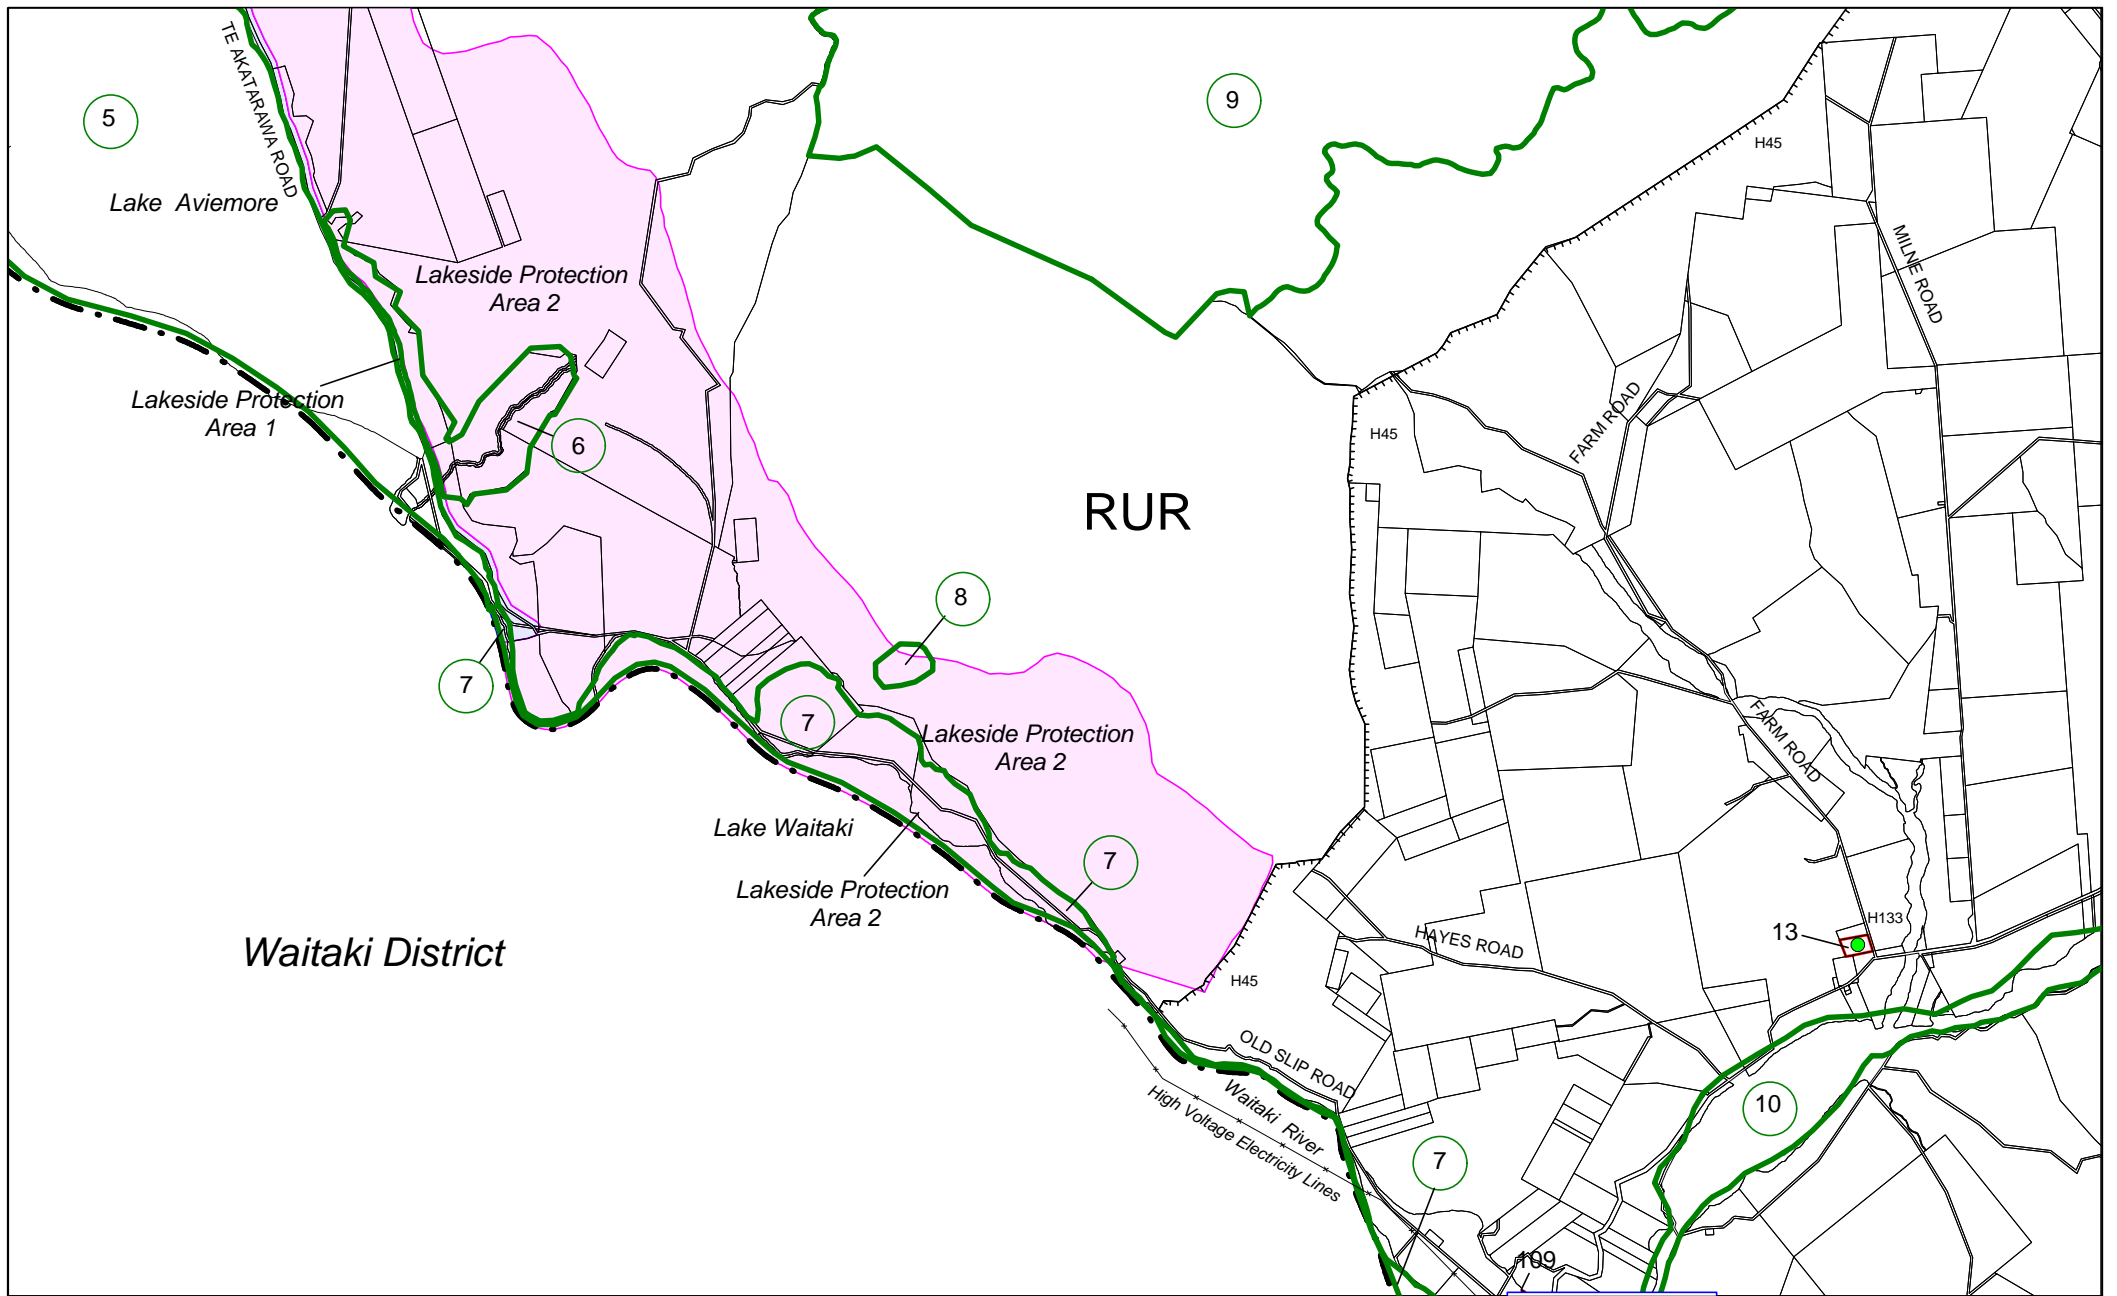 TE AKATARAWA ROAD
5
9
H45
Lake Aviemore
MILNE ROAD
Lakeside Protection
Area 2
Lakeside Protection
Area 1
FARM ROAD
H45
6
RUR
8
7
7
Lakeside Protection
Area 2
FARM ROAD
Lake Waitaki
7
Lakeside Protection
Area 2
Waitaki District
HAYES ROAD
13
H133
H45
OLD SLIP ROAD
Waitaki River
High Voltage Electricity Lines
10
7
109